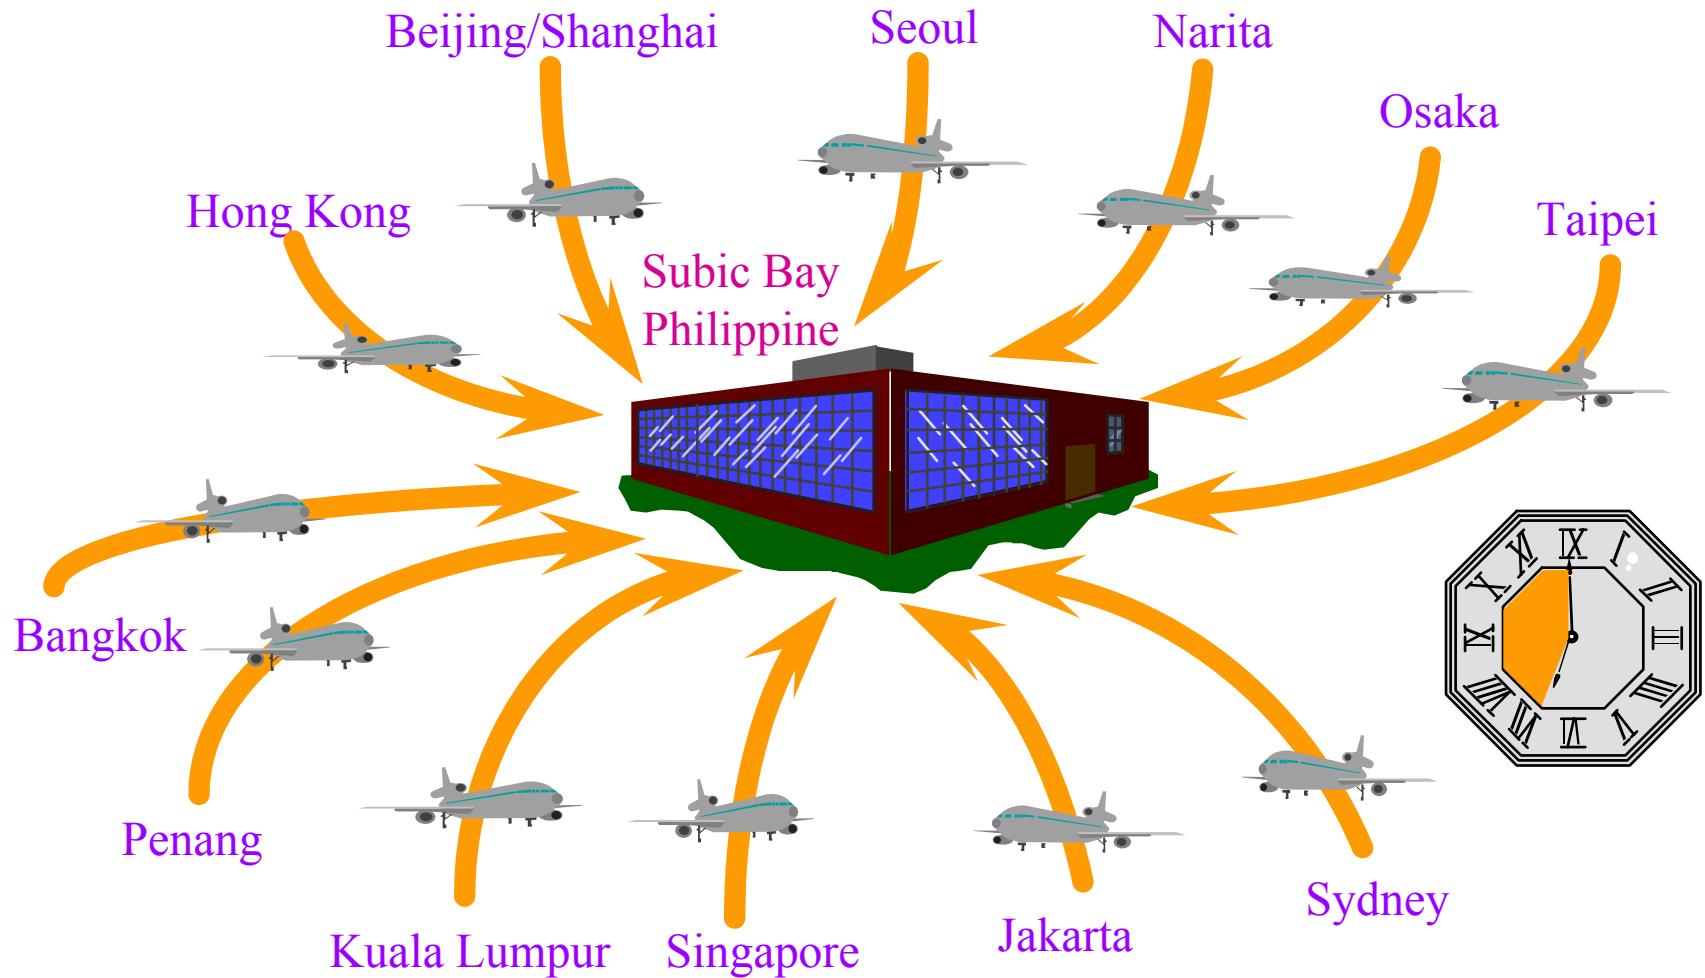 Beijing/Shanghai
Seoul
Narita
Osaka
Hong Kong
Taipei
Subic Bay
Philippine
Bangkok
Penang
Kuala Lumpur
Singapore
Jakarta
Sydney